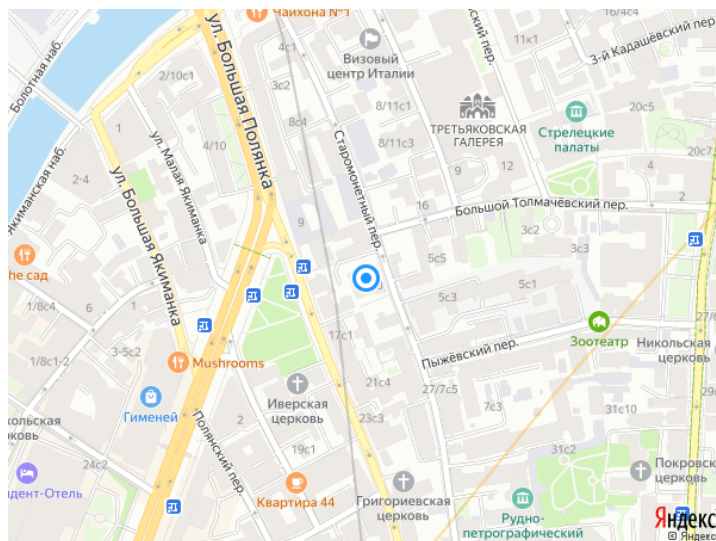 Чайхона №1
4с1
16/4с4
11к1
3-й Кадашёвский пер.
Болотная наб.
ул. Большая Полянка
Визовый
центр Италии
2/10с1
3с2
8/11с1
8с4
ТРЕТЬЯКОВСКАЯ
ГАЛЕРЕЯ
Стрелецкие
палаты
20с5
1
ул. Малая Якиманка
4/10
8/11с3
20с7
Якиманская наб.
2-4
Старомонетный пер.
9
12
4
ул. Большая Якиманка
9
16
Большой Толмачёвский пер.
2
3с2
3с3
5с5
1/8с4
6
5с3
5с1
17с1
3-5с2
1/8с1
Mushrooms
Пыжёвский пер.
Зоотеатр
Никольская
церковь
Гименей
Иверская
церковь
21с4
27/7с5
23с3
7с3
31с10
Полянский пер.
2
19с1
24с2
31с2
Квартира 44
Григориевская
церковь
Рудно-
петрографический
Яндекс
© Яндекс